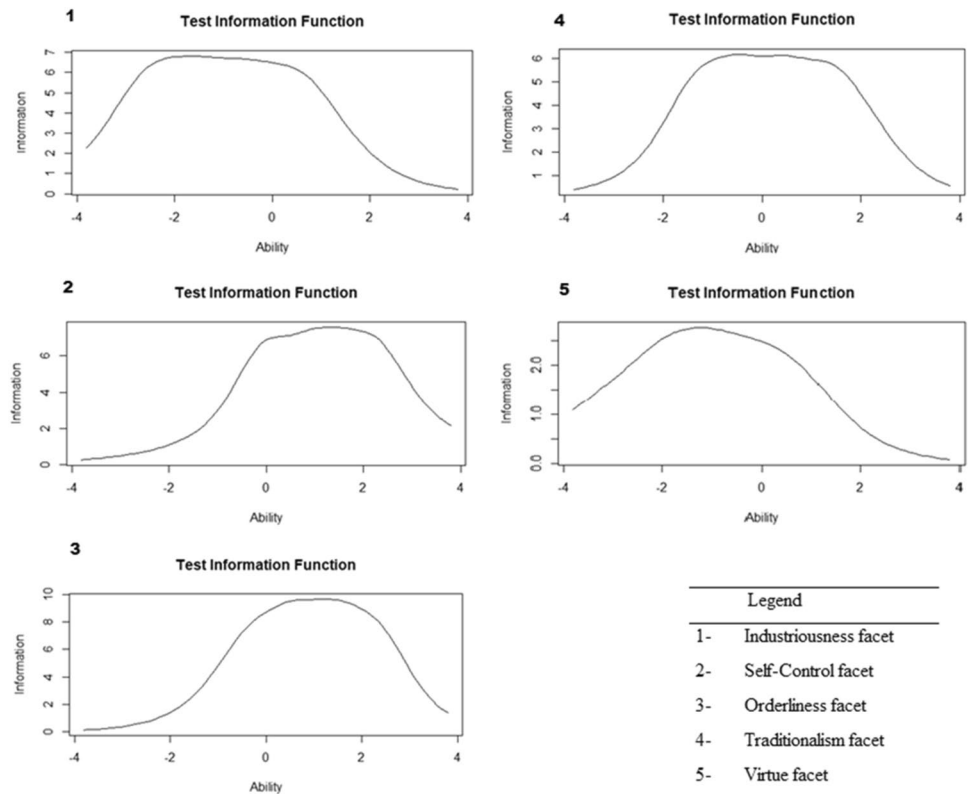 1
Test Information Function
Information
7
6
5
4
3
2
1
0
-4 -2 0 2 4
Ability
2
Test Information Function
Information
6
4
2
0
-4 -2 0 2 4
Ability
3
Test Information Function
Information
10
8
6
4
2
0
-4 -2 0 2 4
Ability
4
Test Information Function
Information
6
5
4
3
2
1
-4 -2 0 2 4
Ability
5
Test Information Function
Information
2.0
1.0
0.0
-4 -2 0 2 4
Ability
Legend
1- Industriousness facet
2- Self-Control facet
3- Orderliness facet
4- Traditionalism facet
5- Virtue facet